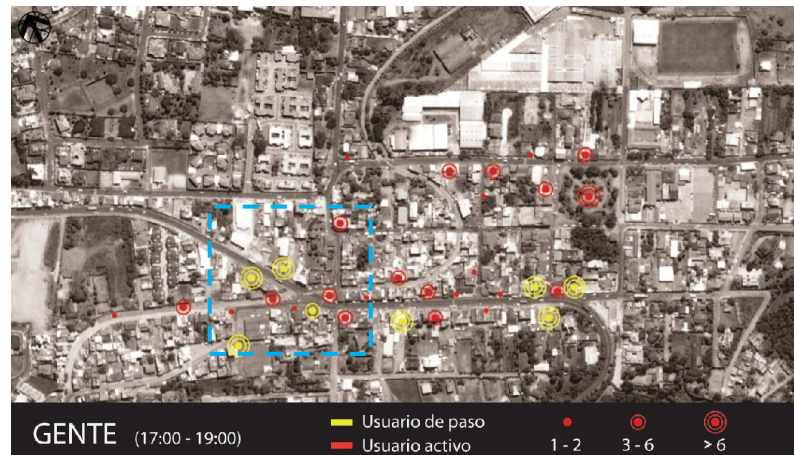 GENTE (17:00 - 19:00)
Usuario de paso
Usuario activo
1 - 2
3 - 6
> 6